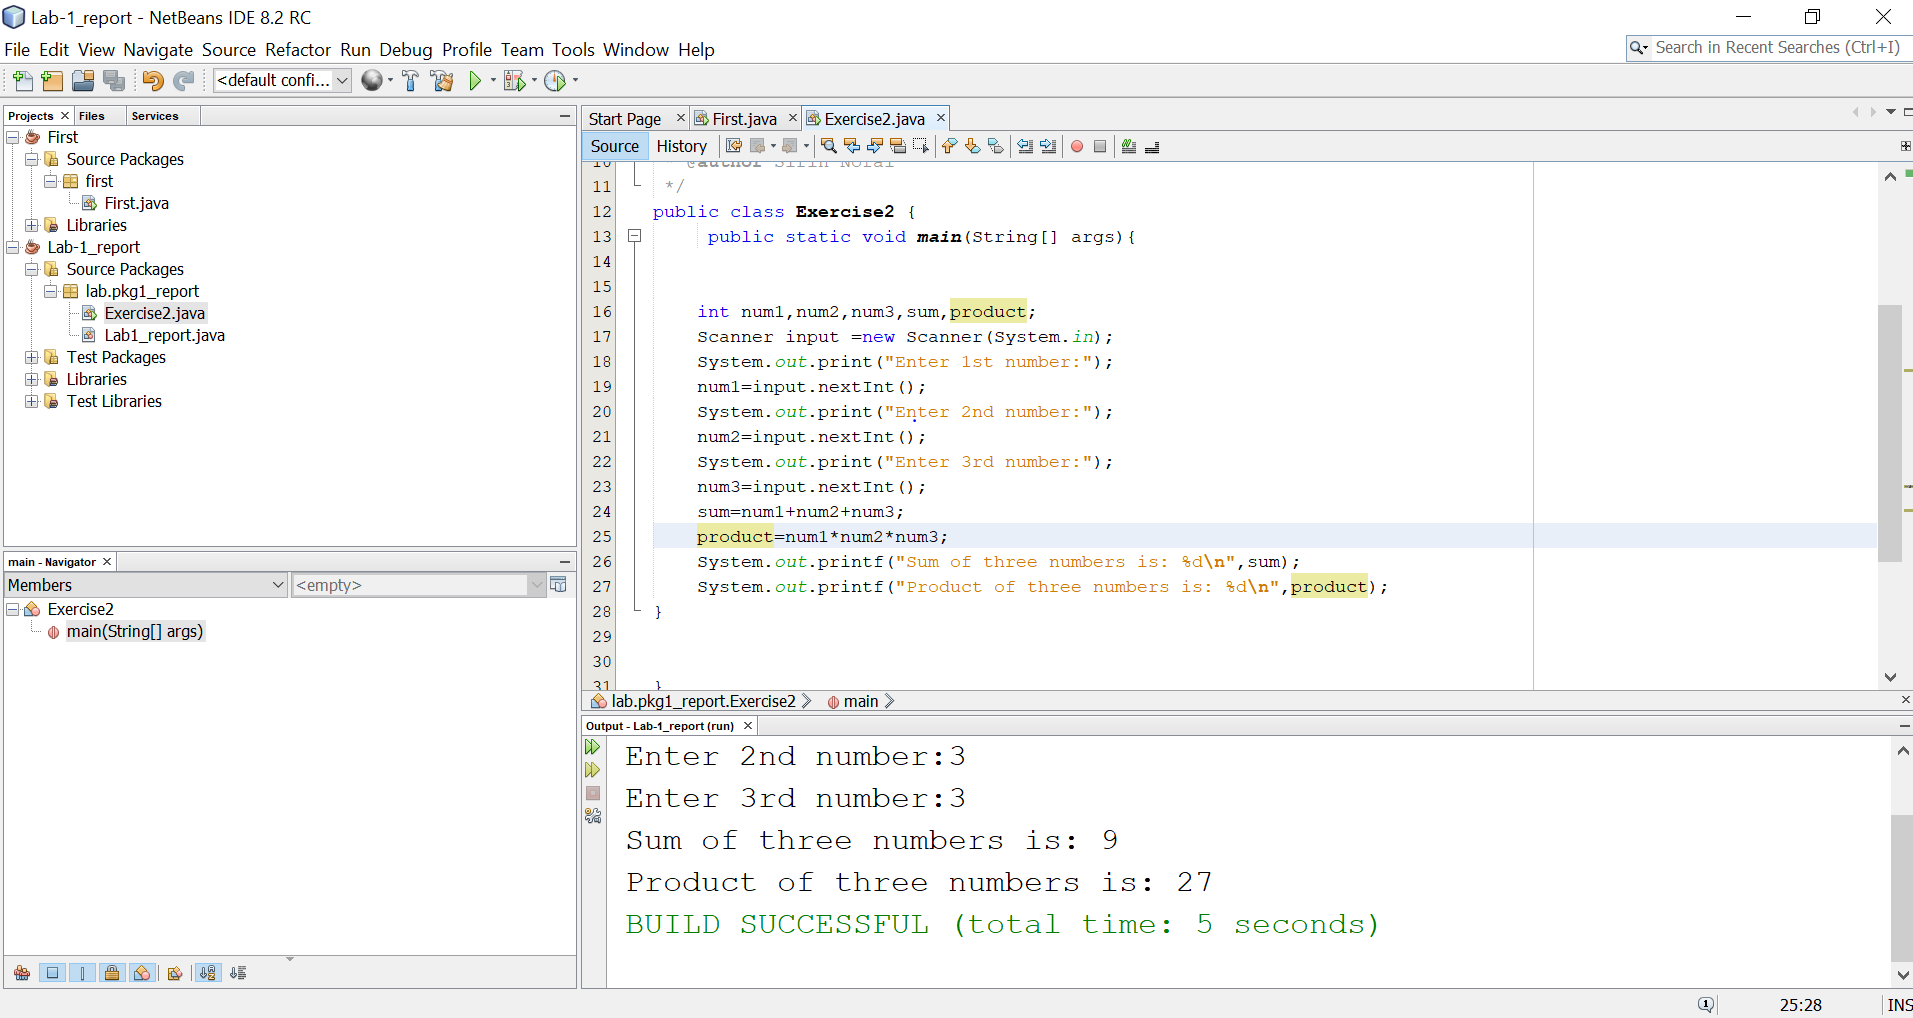 Lab-1_report - NetBeans IDE 8.2 RC
File Edit View Navigate Source Refactor Run Debug Profile Team Tools Window Help
Search in Recent Searches (Ctrl+I)
<default confi...
Projects Files Services
First
Source Packages
first
First.java
Libraries
Lab-1_report
Source Packages
lab.pkg1_report
Exercise2.java
Lab1_report.java
Test Packages
Libraries
Test Libraries
main - Navigator
Members <empty>
Exercise2
main(String[] args)
Start Page First.java Exercise2.java
Source History
10 @author
11 */
12 public class Exercise2 {
13 public static void main(String[] args){
14
15
16 int num1,num2,num3,sum,product;
17 Scanner input =new Scanner(System.in);
18 System.out.print("Enter 1st number:");
19 num1=input.nextInt();
20 System.out.print("Enter 2nd number:");
21 num2=input.nextInt();
22 System.out.print("Enter 3rd number:");
23 num3=input.nextInt();
24 sum=num1+num2+num3;
25 product=num1*num2*num3;
26 System.out.printf("Sum of three numbers is: %d\n",sum);
27 System.out.printf("Product of three numbers is: %d\n",product);
28 }
29
30
31 }
lab.pkg1_report.Exercise2 main
Output - Lab-1_report (run)
Enter 2nd number:3
Enter 3rd number:3
Sum of three numbers is: 9
Product of three numbers is: 27
BUILD SUCCESSFUL (total time: 5 seconds)
25:28 INS